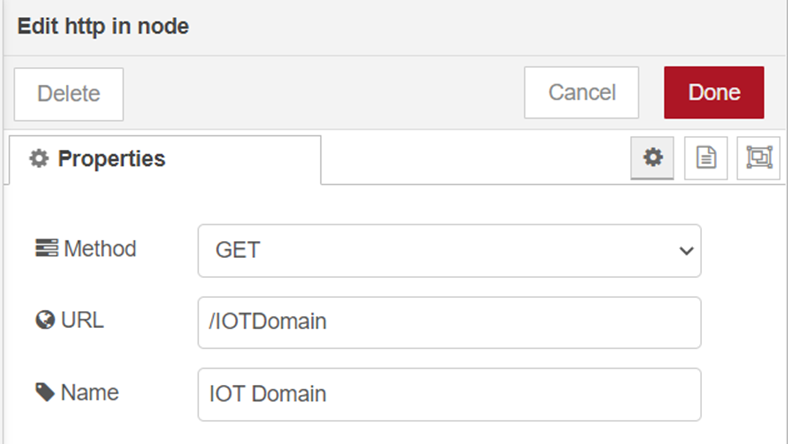 Edit http in node
Delete Cancel Done
Properties
Method GET
URL /IOTDomain
Name IOT Domain